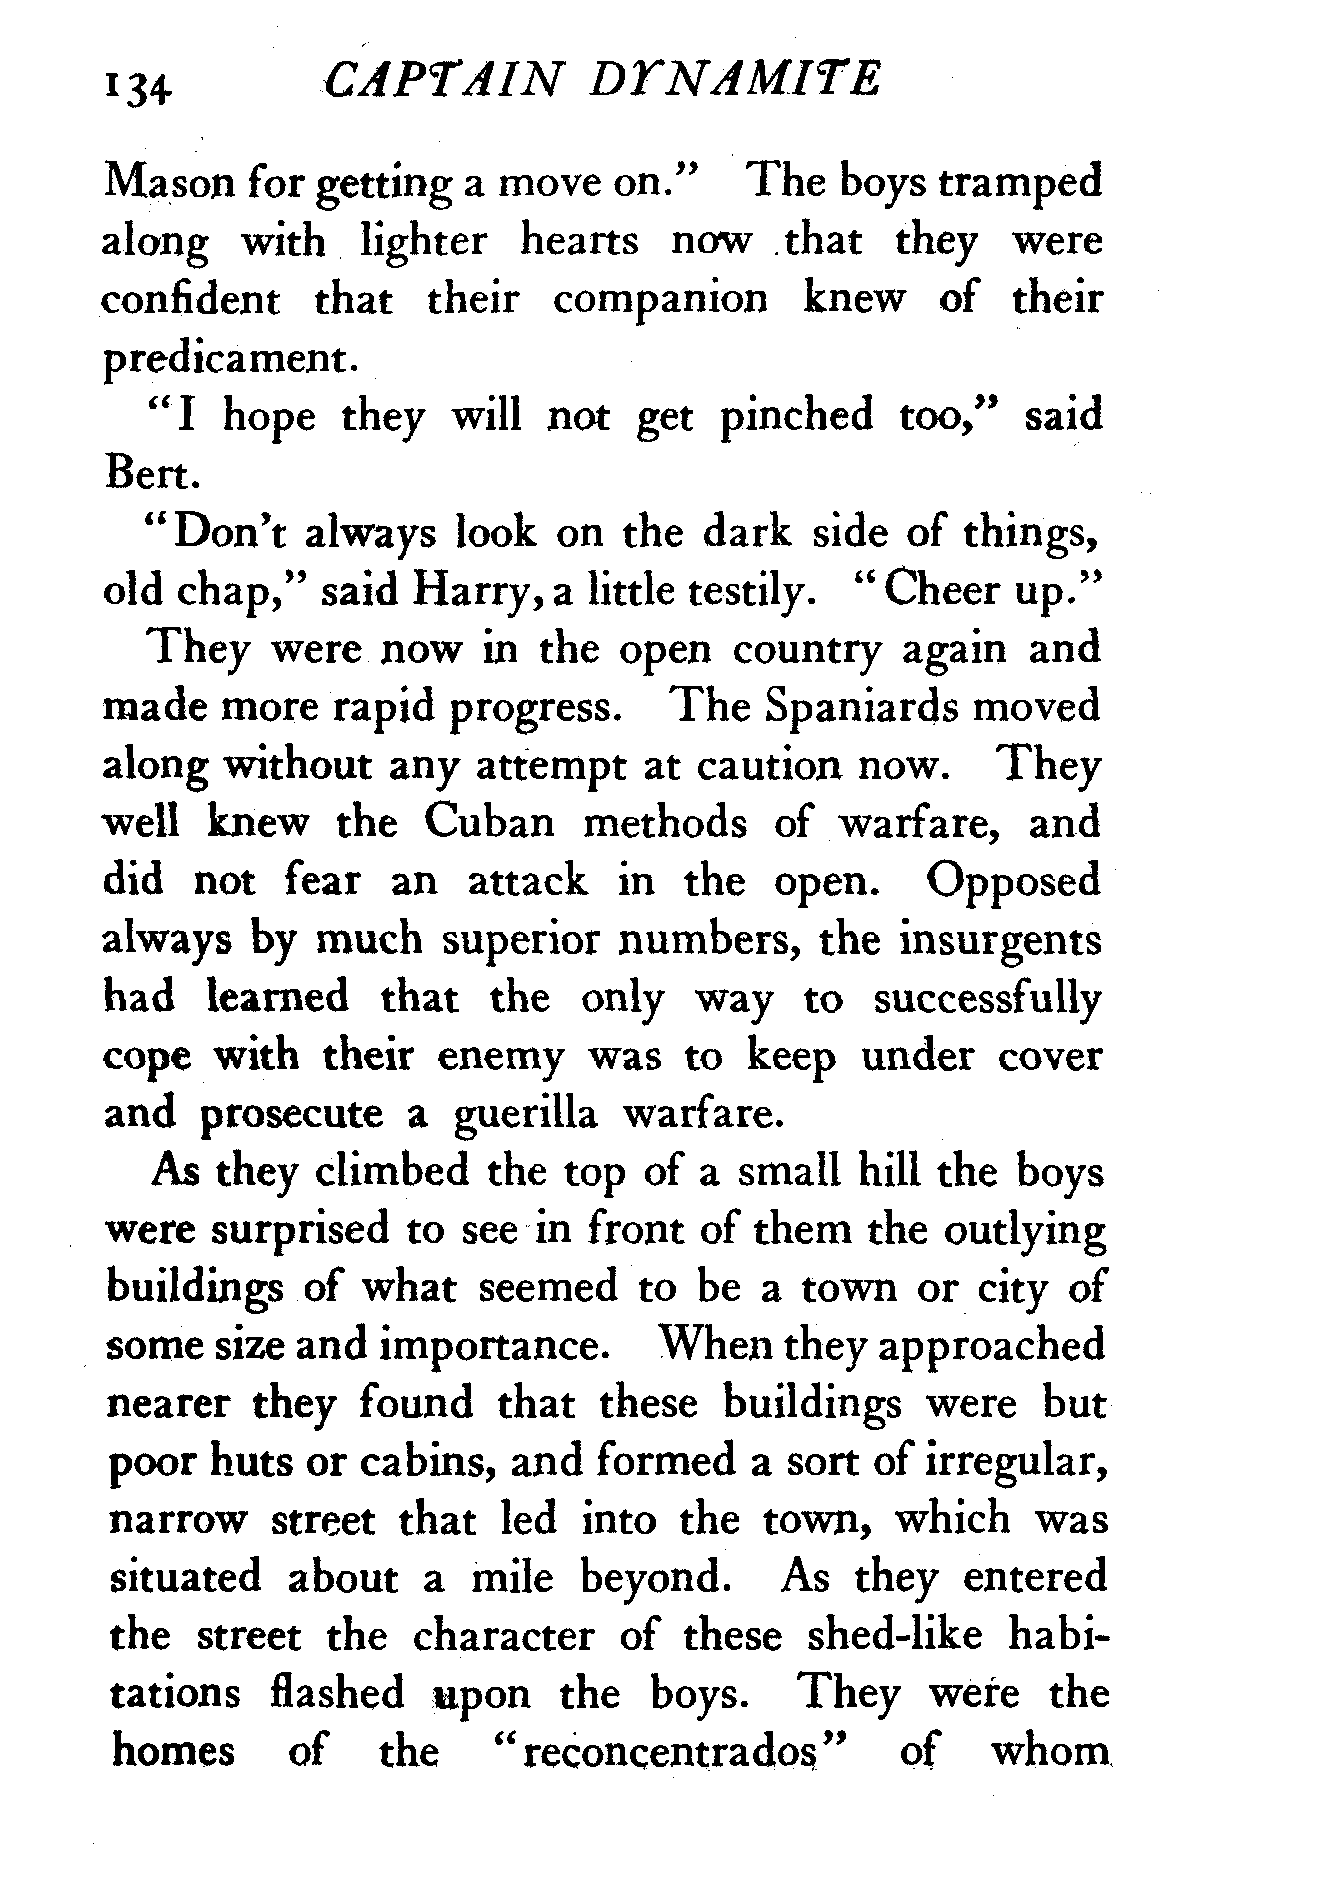 134 CAPTAIN DYNAMITE
Mason for getting a move on." The boys tramped
along with lighter hearts now that they were
confident that their companion knew of their
predicament.
"I hope they will not get pinched too," said
Bert.
"Don't always look on the dark side of things,
old chap," said Harry, a little testily. "Cheer up."
They were now in the open country again and
made more rapid progress. The Spaniards moved
along without any attempt at caution now. They
well knew the Cuban methods of warfare, and
did not fear an attack in the open. Opposed
always by much superior numbers, the insurgents
had learned that the only way to successfully
cope with their enemy was to keep under cover
and prosecute a guerilla warfare.
As they climbed the top of a small hill the boys
were surprised to see in front of them the outlying
buildings of what seemed to be a town or city of
some size and importance. When they approached
nearer they found that these buildings were but
poor huts or cabins, and formed a sort of irregular,
narrow street that led into the town, which was
situated about a mile beyond. As they entered
the street the character of these shed-like habi-
tations flashed upon the boys. They were the
homes of the "reconcentrados" of whom